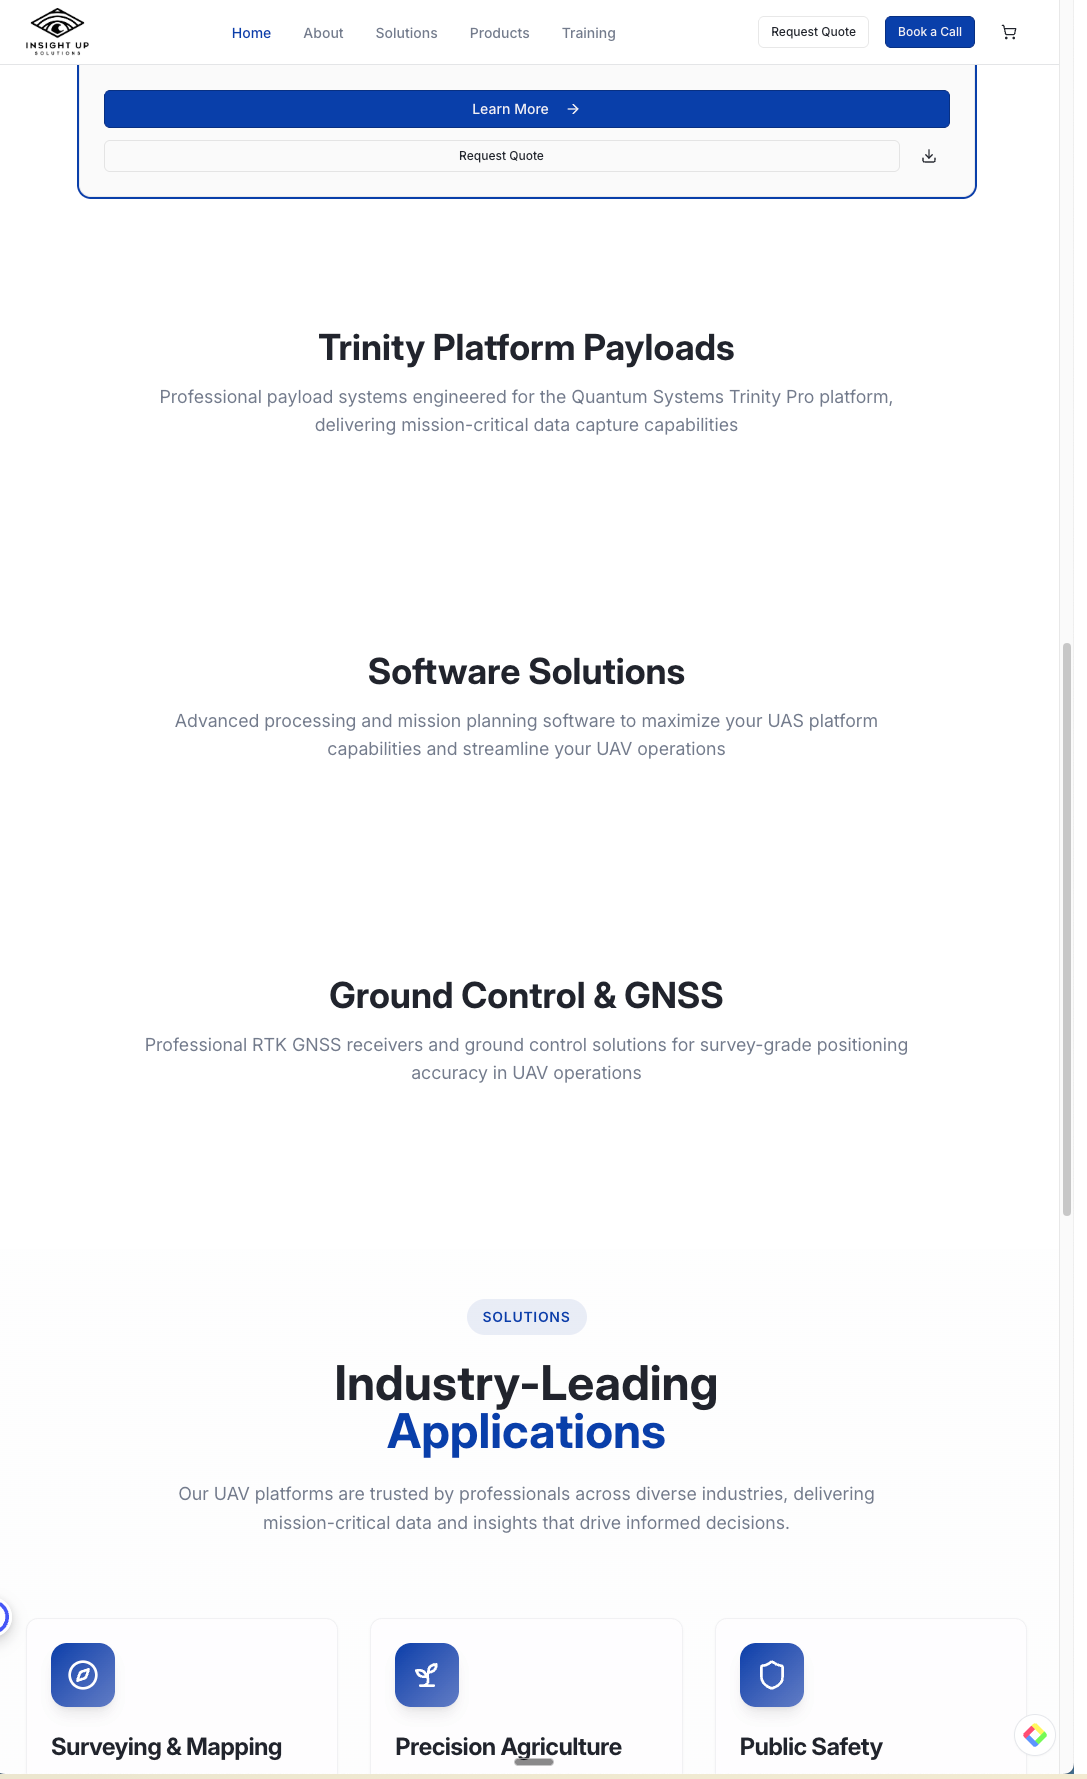 INSIGHT UP
SOLUTIONS
Home
About
Solutions
Products
Training
Request Quote
Book a Call
Learn More
Request Quote
Trinity Platform Payloads
Professional payload systems engineered for the Quantum Systems Trinity Pro platform,
delivering mission-critical data capture capabilities
Software Solutions
Advanced processing and mission planning software to maximize your UAS platform
capabilities and streamline your UAV operations
Ground Control & GNSS
Professional RTK GNSS receivers and ground control solutions for survey-grade positioning
accuracy in UAV operations
SOLUTIONS
Industry-Leading
Applications
Our UAV platforms are trusted by professionals across diverse industries, delivering
mission-critical data and insights that drive informed decisions.
Surveying & Mapping
Precision Agriculture
Public Safety